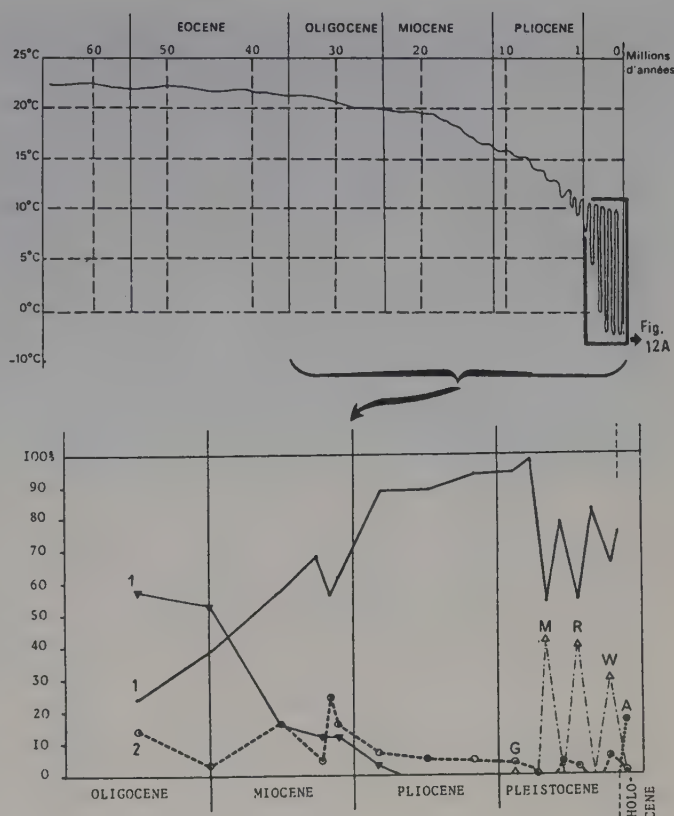 EOCENE OLIGOCENE MIOCENE PLIOCENE
60 50 40 30 20 10 1 0 Millions
d'années
25°C
20°C
15°C
10°C
5°C
0°C
-10°C
Fig.
12A
100%
90
80
70
60
50
40
30
20
10
0
1
1
2
M R W A G
OLIGOCENE MIOCENE PLIOCENE PLEISTOCENE HOLO-
CENE